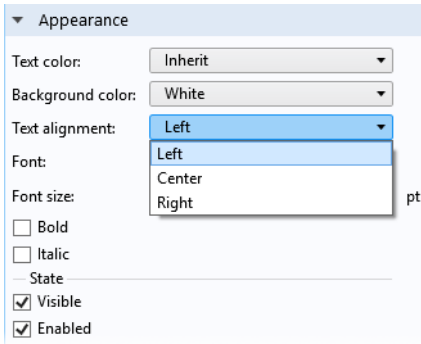 Appearance
Text color: Inherit
Background color: White
Text alignment: Left
Left
Font:
Center
Font size: pt
Right
Bold
Italic
State
Visible
Enabled